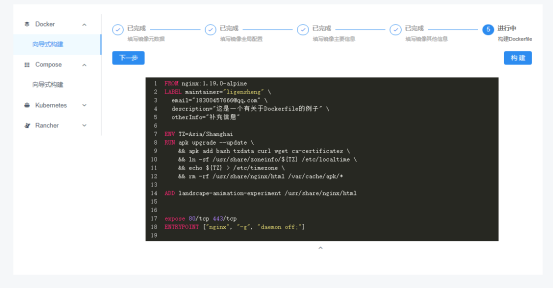 Docker
向导式构建
Compose
向导式构建
Kubernetes
Rancher
已完成
填写镜像元数据
已完成
填写镜像全局配置
已完成
填写镜像主要信息
已完成
填写镜像其他信息
5 进行中
构建Dockerfile
下一步
构 建
1 FROM nginx:1.19.0-alpine
2 LABEL maintainer="ligenzheng" \
3 email="18300457660@qq.com" \
4 description="这是一个有关于Dockerfile的例子" \
5 otherInfo="补充信息"
6
7 ENV TZ=Asia/Shanghai
8 RUN apk upgrade --update \
9 && apk add bash tzdata curl wget ca-certificates \
10 && ln -sf /usr/share/zoneinfo/${TZ} /etc/localtime \
11 && echo ${TZ} > /etc/timezone \
12 && rm -rf /usr/share/nginx/html /var/cache/apk/*
13
14 ADD landscape-animation-experiment /usr/share/nginx/html
15
16
17 expose 80/tcp 443/tcp
18 ENTRYPOINT ["nginx", "-g", "daemon off;"]
19